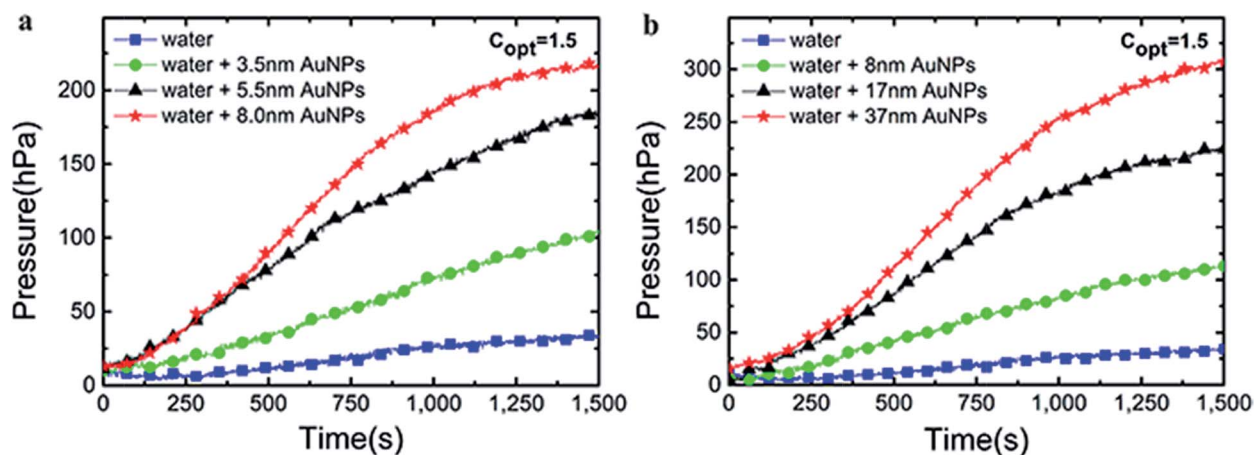 a
water
water + 3.5nm AuNPs
water + 5.5nm AuNPs
water + 8.0nm AuNPs
Copt=1.5
Pressure(hPa)
200
150
100
50
0
0 250 500 750 1,000 1,250 1,500
Time(s)
b
water
water + 8nm AuNPs
water + 17nm AuNPs
water + 37nm AuNPs
Copt=1.5
Pressure(hPa)
300
250
200
150
100
50
0
0 250 500 750 1,000 1,250 1,500
Time(s)